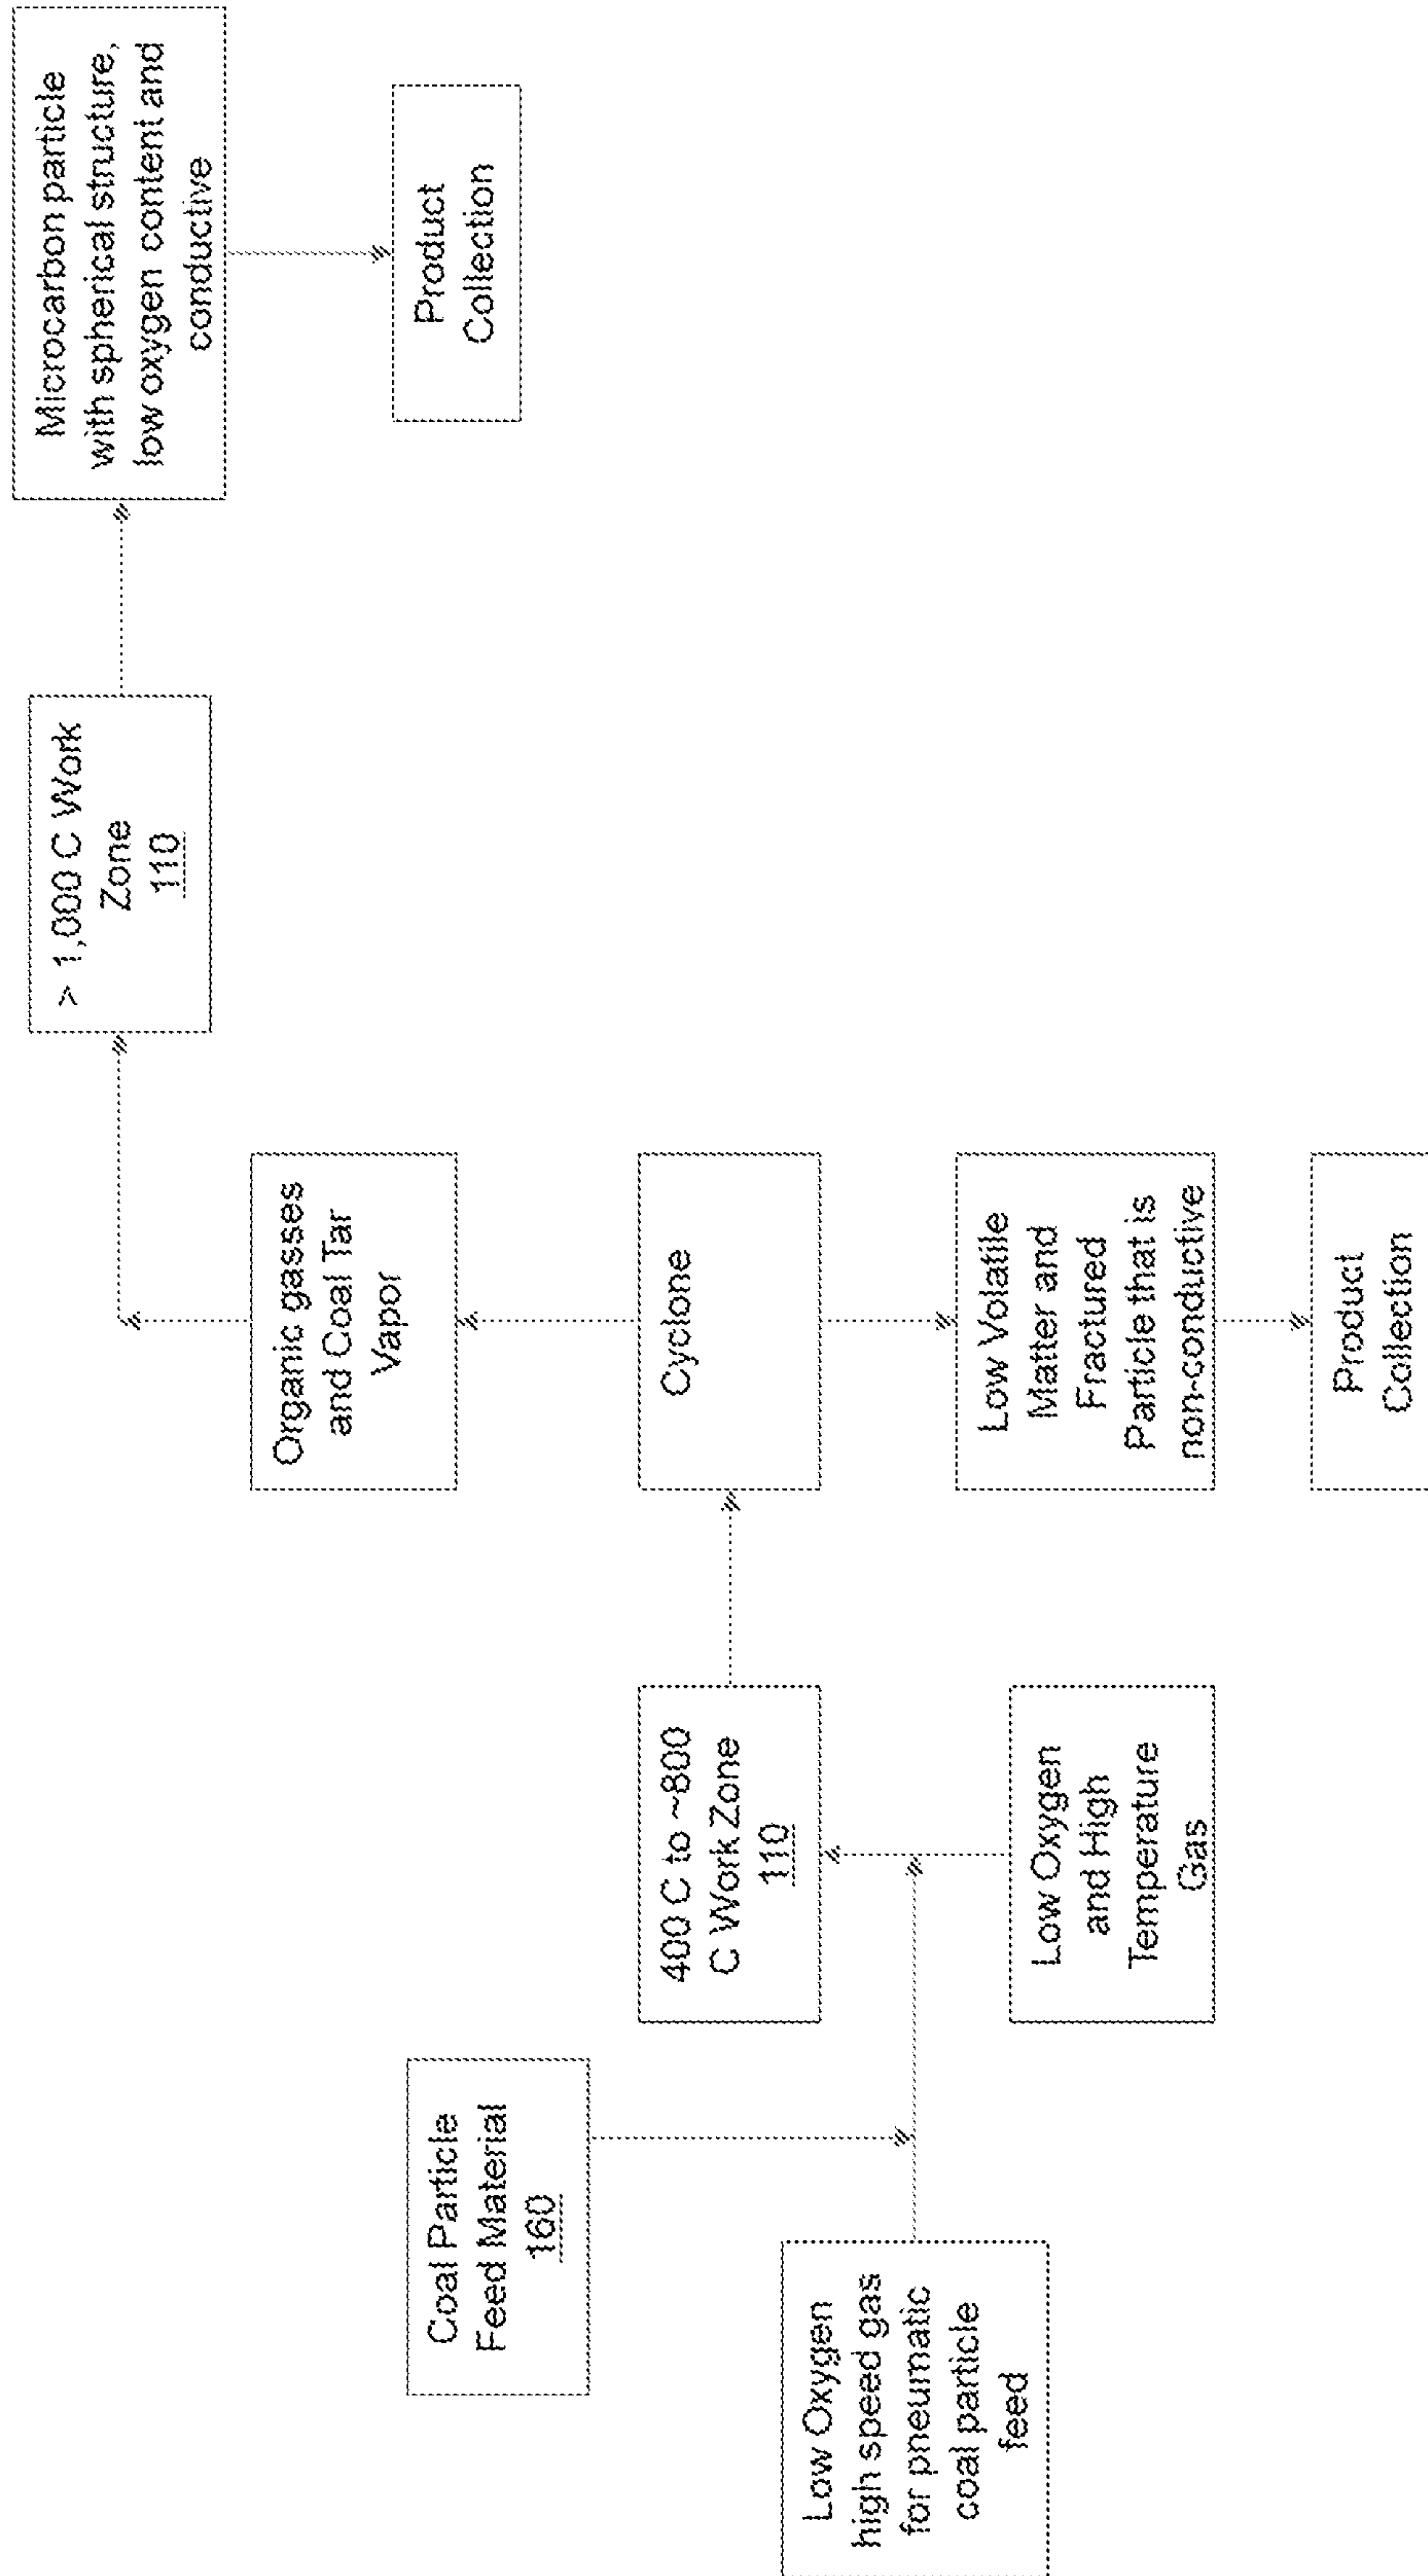 Coal Particle
Feed Material
160
Low Oxygen
high speed gas
for pneumatic
coal particle
feed
400 C to ~800
C Work Zone
110
Low Oxygen
and High
Temperature
Gas
Organic gasses
and Coal Tar
Vapor
Cyclone
Low Volatile
Matter and
Fractured
Particle that is
non-conductive
Product
Collection
> 1,000 C Work
Zone
110
Microcarbon particle
with spherical structure,
low oxygen content and
conductive
Product
Collection